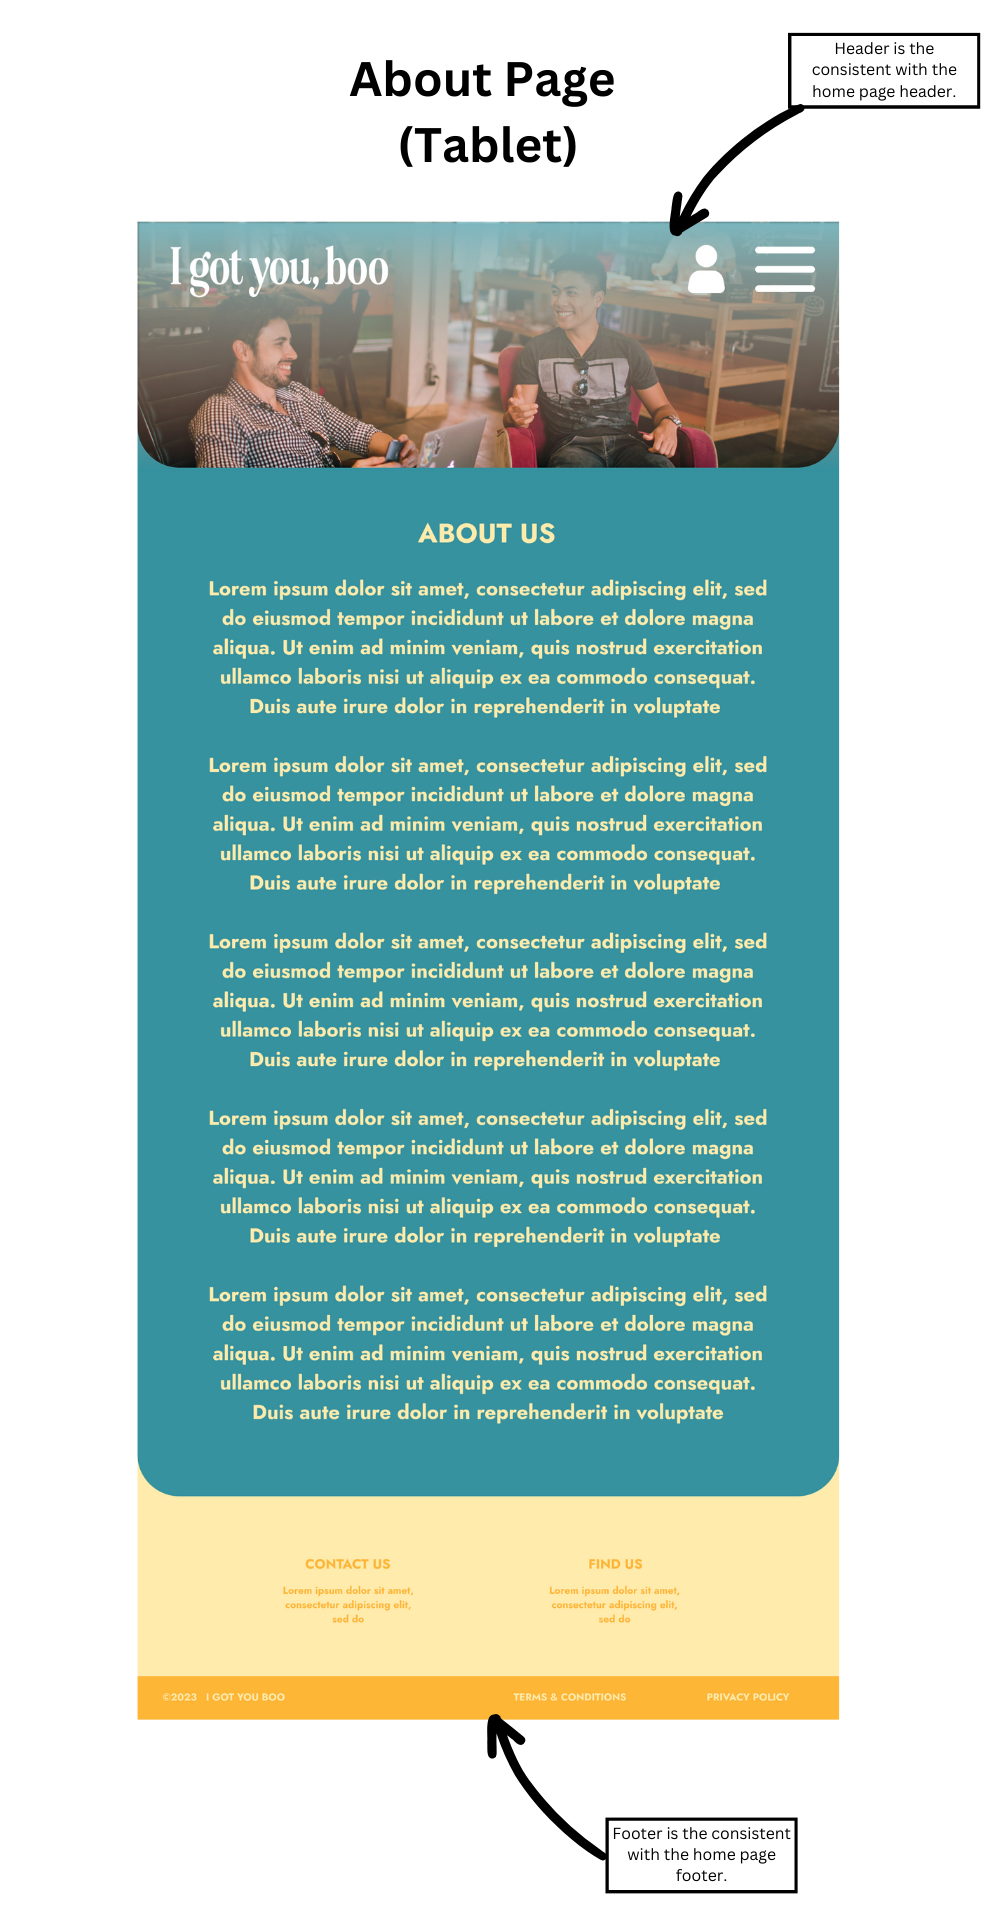 About Page
(Tablet)
Header is the
consistent with the
home page header.
I got you, boo
ABOUT US
Lorem ipsum dolor sit amet, consectetur adipiscing elit, sed
do eiusmod tempor incididunt ut labore et dolore magna
aliqua. Ut enim ad minim veniam, quis nostrud exercitation
ullamco laboris nisi ut aliquip ex ea commodo consequat.
Duis aute irure dolor in reprehenderit in voluptate
Lorem ipsum dolor sit amet, consectetur adipiscing elit, sed
do eiusmod tempor incididunt ut labore et dolore magna
aliqua. Ut enim ad minim veniam, quis nostrud exercitation
ullamco laboris nisi ut aliquip ex ea commodo consequat.
Duis aute irure dolor in reprehenderit in voluptate
Lorem ipsum dolor sit amet, consectetur adipiscing elit, sed
do eiusmod tempor incididunt ut labore et dolore magna
aliqua. Ut enim ad minim veniam, quis nostrud exercitation
ullamco laboris nisi ut aliquip ex ea commodo consequat.
Duis aute irure dolor in reprehenderit in voluptate
Lorem ipsum dolor sit amet, consectetur adipiscing elit, sed
do eiusmod tempor incididunt ut labore et dolore magna
aliqua. Ut enim ad minim veniam, quis nostrud exercitation
ullamco laboris nisi ut aliquip ex ea commodo consequat.
Duis aute irure dolor in reprehenderit in voluptate
Lorem ipsum dolor sit amet, consectetur adipiscing elit, sed
do eiusmod tempor incididunt ut labore et dolore magna
aliqua. Ut enim ad minim veniam, quis nostrud exercitation
ullamco laboris nisi ut aliquip ex ea commodo consequat.
Duis aute irure dolor in reprehenderit in voluptate
CONTACT US
Lorem ipsum dolor sit amet,
consectetur adipiscing elit,
sed do
FIND US
Lorem ipsum dolor sit amet,
consectetur adipiscing elit,
sed do
©2023 I GOT YOU BOO
TERMS & CONDITIONS
PRIVACY POLICY
Footer is the consistent
with the home page
footer.